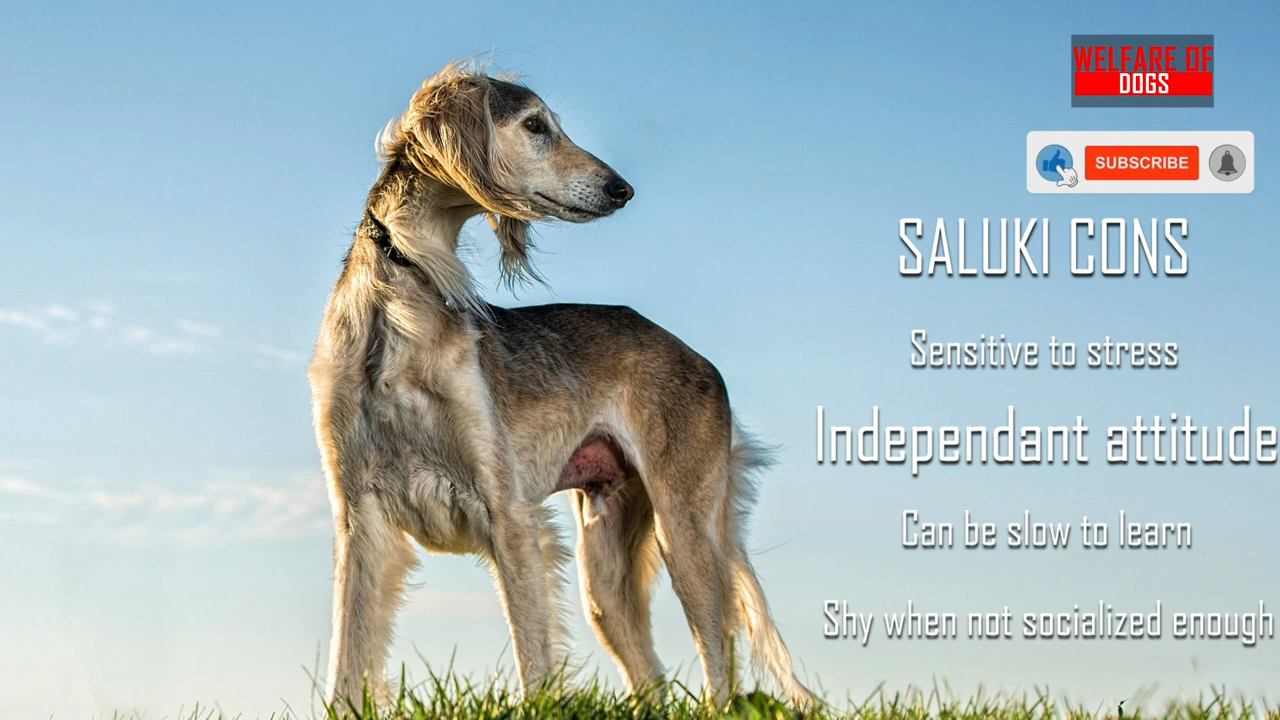 WELFARE OF
DOGS
SUBSCRIBE
SALUKI CONS
Sensitive to stress
Independant attitude
Can be slow to learn
Shy when not socialized enough